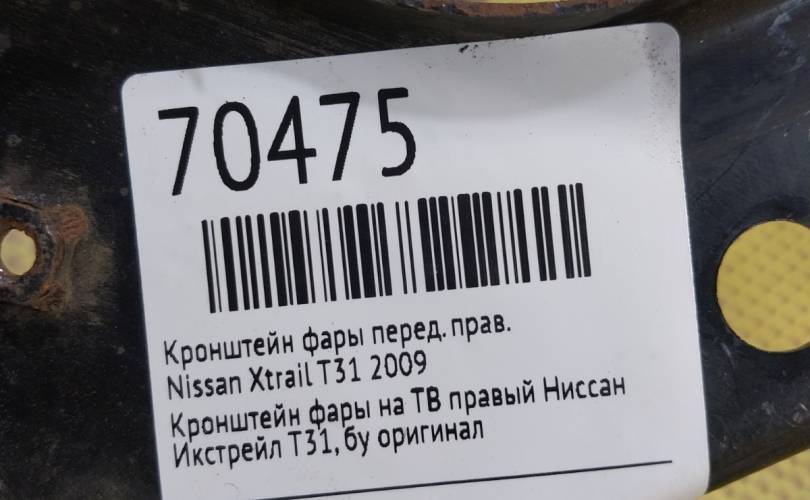 70475
Кронштейн фары перед. прав.
Nissan Xtrail T31 2009
Кронштейн фары на ТВ правый Ниссан
Икстрейл Т31, бу оригинал